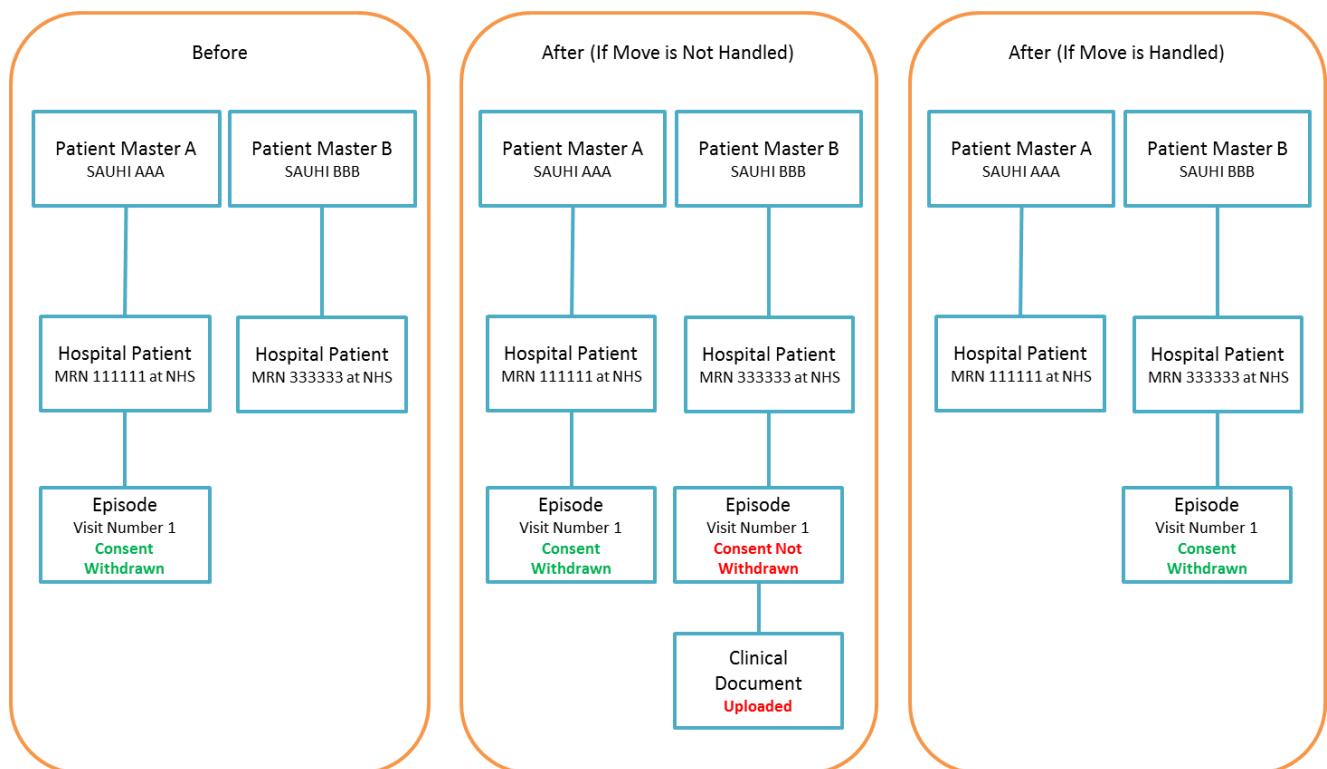 Before
Patient Master A
SAUHI AAA
Patient Master B
SAUHI BBB
Hospital Patient
MRN 111111 at NHS
Hospital Patient
MRN 333333 at NHS
Episode
Visit Number 1
Consent
Withdrawn
After (If Move is Not Handled)
Patient Master A
SAUHI AAA
Patient Master B
SAUHI BBB
Hospital Patient
MRN 111111 at NHS
Hospital Patient
MRN 333333 at NHS
Episode
Visit Number 1
Consent
Withdrawn
Episode
Visit Number 1
Consent Not
Withdrawn
Clinical
Document
Uploaded
After (If Move is Handled)
Patient Master A
SAUHI AAA
Patient Master B
SAUHI BBB
Hospital Patient
MRN 111111 at NHS
Hospital Patient
MRN 333333 at NHS
Episode
Visit Number 1
Consent
Withdrawn